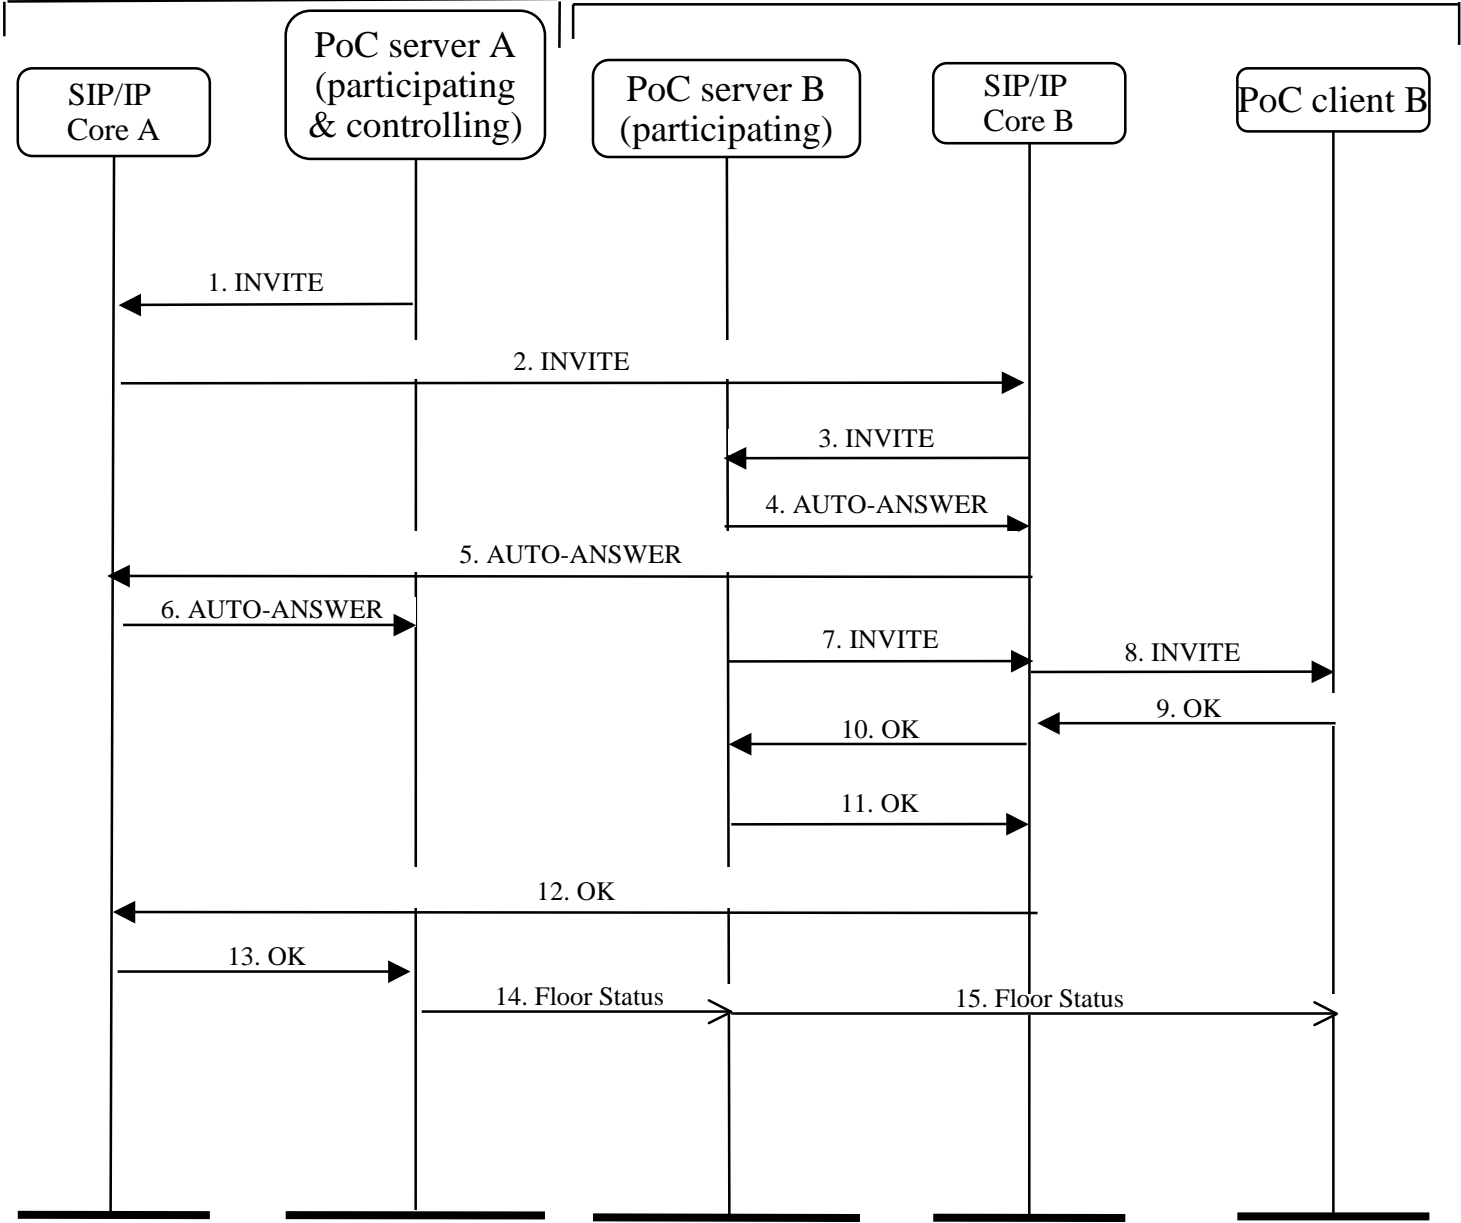 PoC server A
(participating
& controlling)
SIP/IP
Core A
PoC server B
(participating)
SIP/IP
Core B
PoC client B
1. INVITE
2. INVITE
3. INVITE
4. AUTO-ANSWER
5. AUTO-ANSWER
6. AUTO-ANSWER
7. INVITE
8. INVITE
9. OK
10. OK
11. OK
12. OK
13. OK
14. Floor Status
15. Floor Status